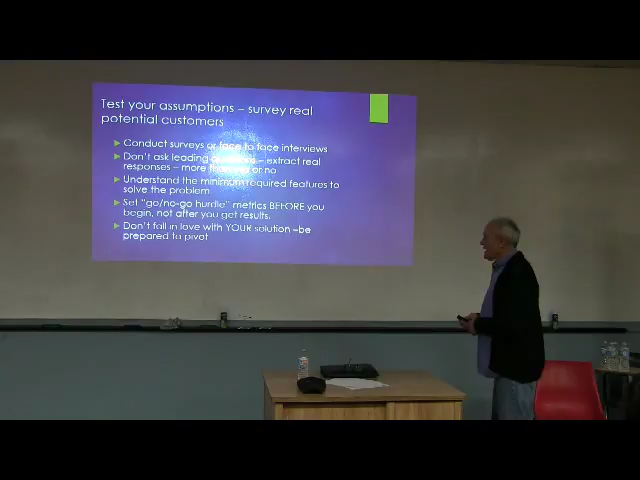 Test your assumptions – survey real
potential customers
Conduct surveys or face to face interviews
Don't ask leading – extract real
responses – more than yes or no
Understand the minimum required features to
solve the problem
Set "go/no-go hurdle" metrics BEFORE you
begin, not after you get results.
Don't fall in love with YOUR solution –be
prepared to pivot